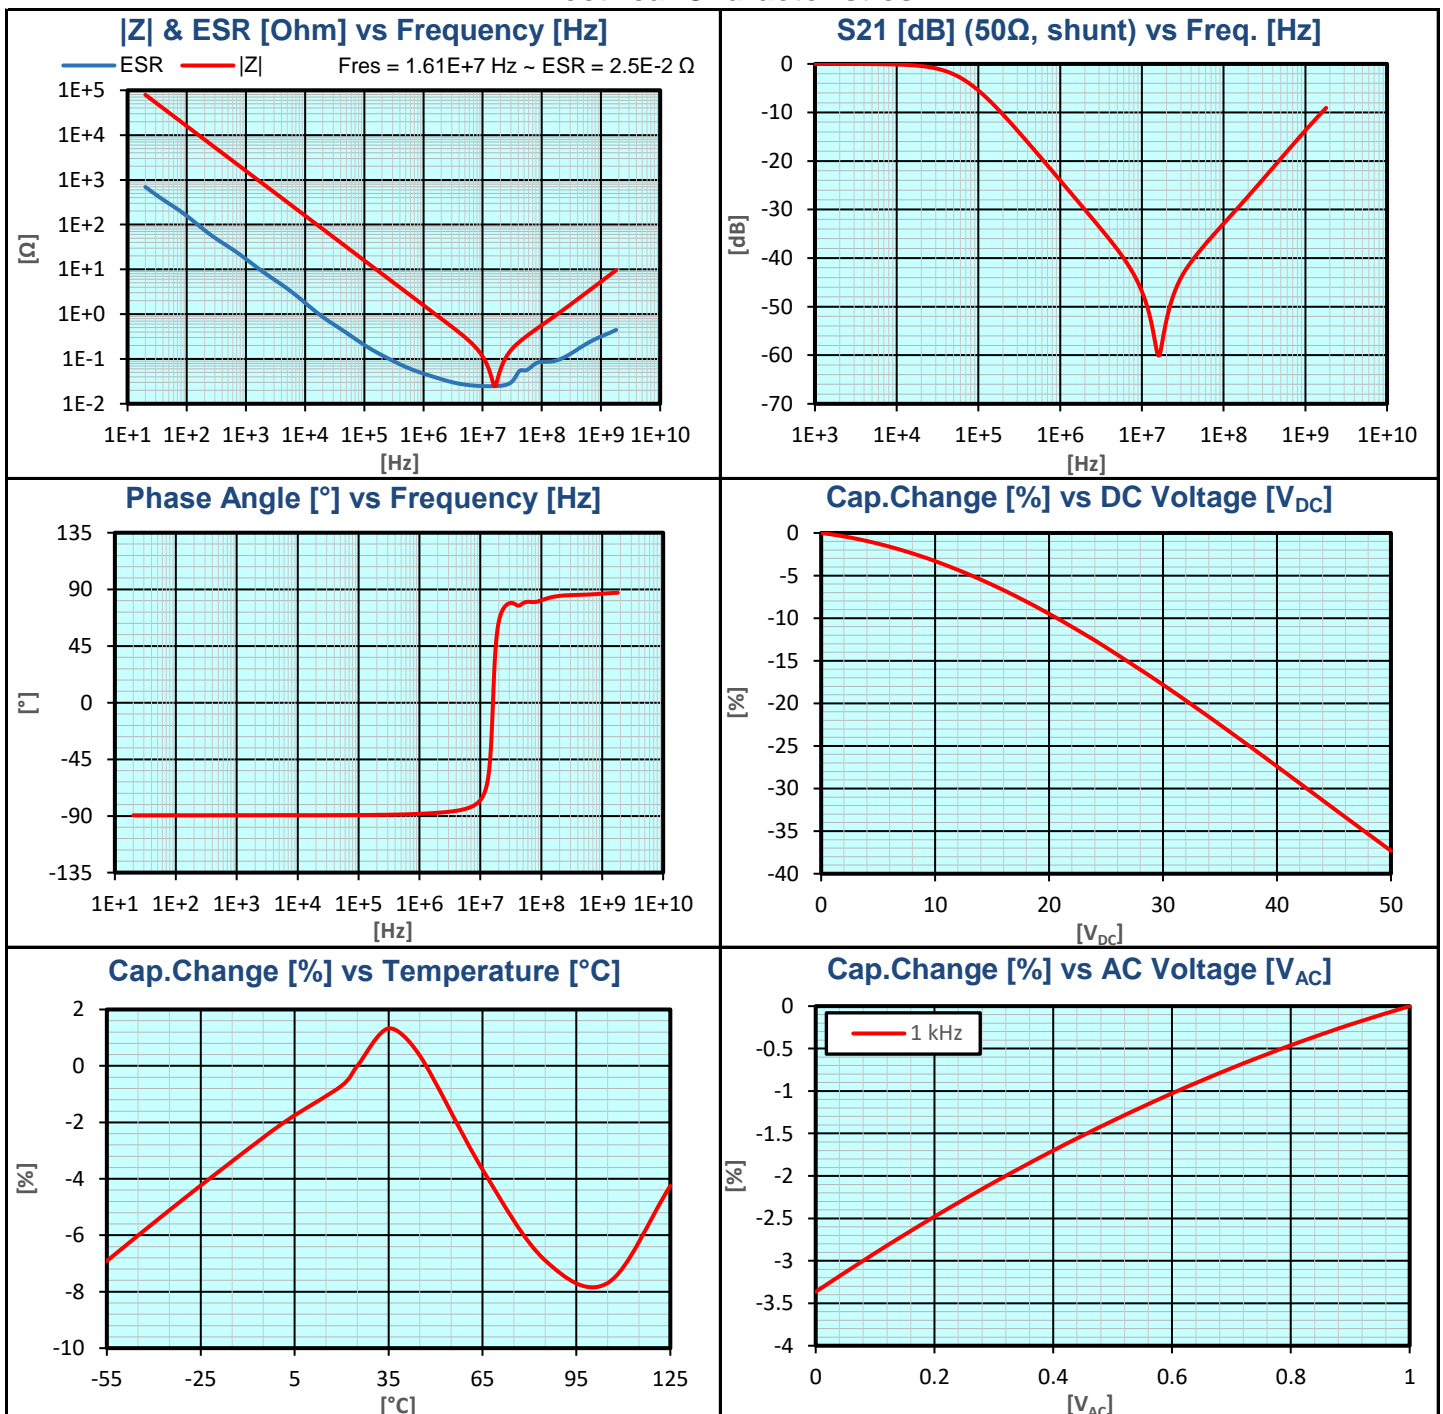 |Z| & ESR [Ohm] vs Frequency [Hz]
ESR |Z| Fres = 1.61E+7 Hz ~ ESR = 2.5E-2 Ω
1E+5
1E+4
1E+3
1E+2
1E+1
1E+0
1E-1
1E-2
[Ω]
1E+1 1E+2 1E+3 1E+4 1E+5 1E+6 1E+7 1E+8 1E+9 1E+10
[Hz]
S21 [dB] (50Ω, shunt) vs Freq. [Hz]
0
-10
-20
-30
-40
-50
-60
-70
[dB]
1E+3 1E+4 1E+5 1E+6 1E+7 1E+8 1E+9 1E+10
[Hz]
Phase Angle [°] vs Frequency [Hz]
135
90
45
0
-45
-90
-135
[°]
1E+1 1E+2 1E+3 1E+4 1E+5 1E+6 1E+7 1E+8 1E+9 1E+10
[Hz]
Cap.Change [%] vs DC Voltage [VDC]
0
-5
-10
-15
-20
-25
-30
-35
-40
[%]
0 10 20 30 40 50
[VDC]
Cap.Change [%] vs Temperature [°C]
2
0
-2
-4
-6
-8
-10
[%]
-55 -25 5 35 65 95 125
[°C]
Cap.Change [%] vs AC Voltage [VAC]
1 kHz
0
-0.5
-1
-1.5
-2
-2.5
-3
-3.5
-4
[%]
0 0.2 0.4 0.6 0.8 1
[VAC]